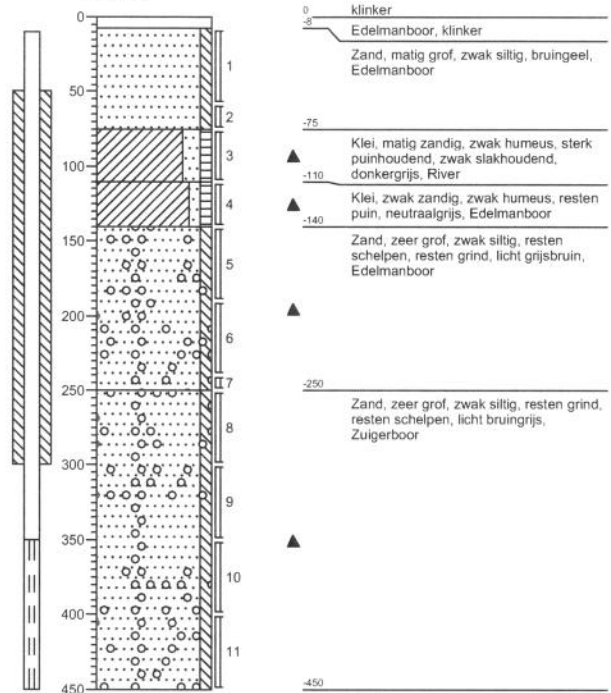 0
klinker
-8
Edelmanboor, klinker
Zand, matig grof, zwak siltig, bruingeel,
Edelmanboor
1
50
2
-75
Klei, matig zandig, zwak humeus, sterk
puinhoudend, zwak slakhoudend,
donkergrijs, River
3
100
-110
Klei, zwak zandig, zwak humeus, resten
puin, neutraalgrijs, Edelmanboor
4
-140
150
Zand, zeer grof, zwak siltig, resten
schelpen, resten grind, licht grijsbruin,
Edelmanboor
5
200
6
7
250
-250
Zand, zeer grof, zwak siltig, resten grind,
resten schelpen, licht bruingrijs,
Zuigerboor
8
300
9
350
10
400
11
450
-450